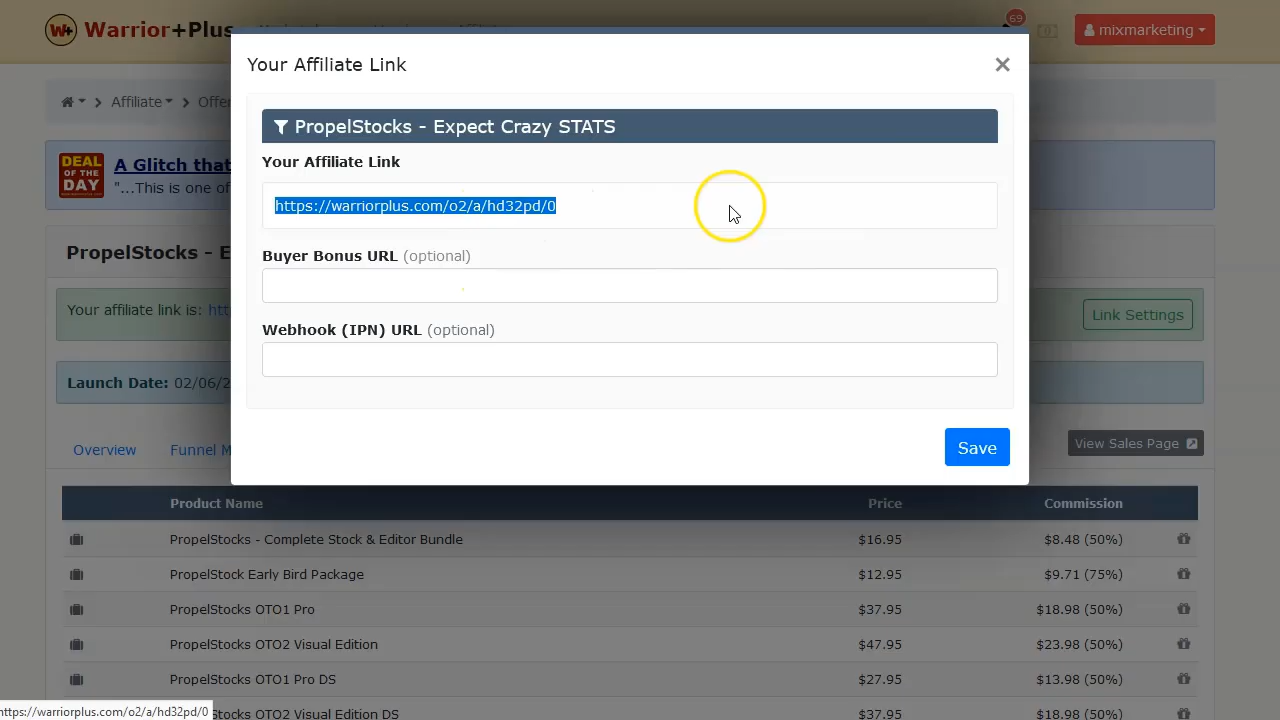 Warrior+Plus
69
mixmarketing
Your Affiliate Link
×
Affiliate
PropelStocks - Expect Crazy STATS
DEAL
OF THE
DAY
A Glitch that
"...This is one of
Your Affiliate Link
https://warriorplus.com/o2/a/hd32pd/0
PropelStocks - E
Buyer Bonus URL (optional)
Your affiliate link is:
Link Settings
Webhook (IPN) URL (optional)
Launch Date: 02/06/2
Save
Overview
View Sales Page
Product Name Price Commission
PropelStocks - Complete Stock & Editor Bundle $16.95 $8.48 (50%)
PropelStock Early Bird Package $12.95 $9.71 (75%)
PropelStocks OTO1 Pro $37.95 $18.98 (50%)
PropelStocks OTO2 Visual Edition $47.95 $23.98 (50%)
PropelStocks OTO1 Pro DS $27.95 $13.98 (50%)
Stocks OTO2 Visual Edition DS $37.95 $18.98 (50%)
https://warriorplus.com/o2/a/hd32pd/0